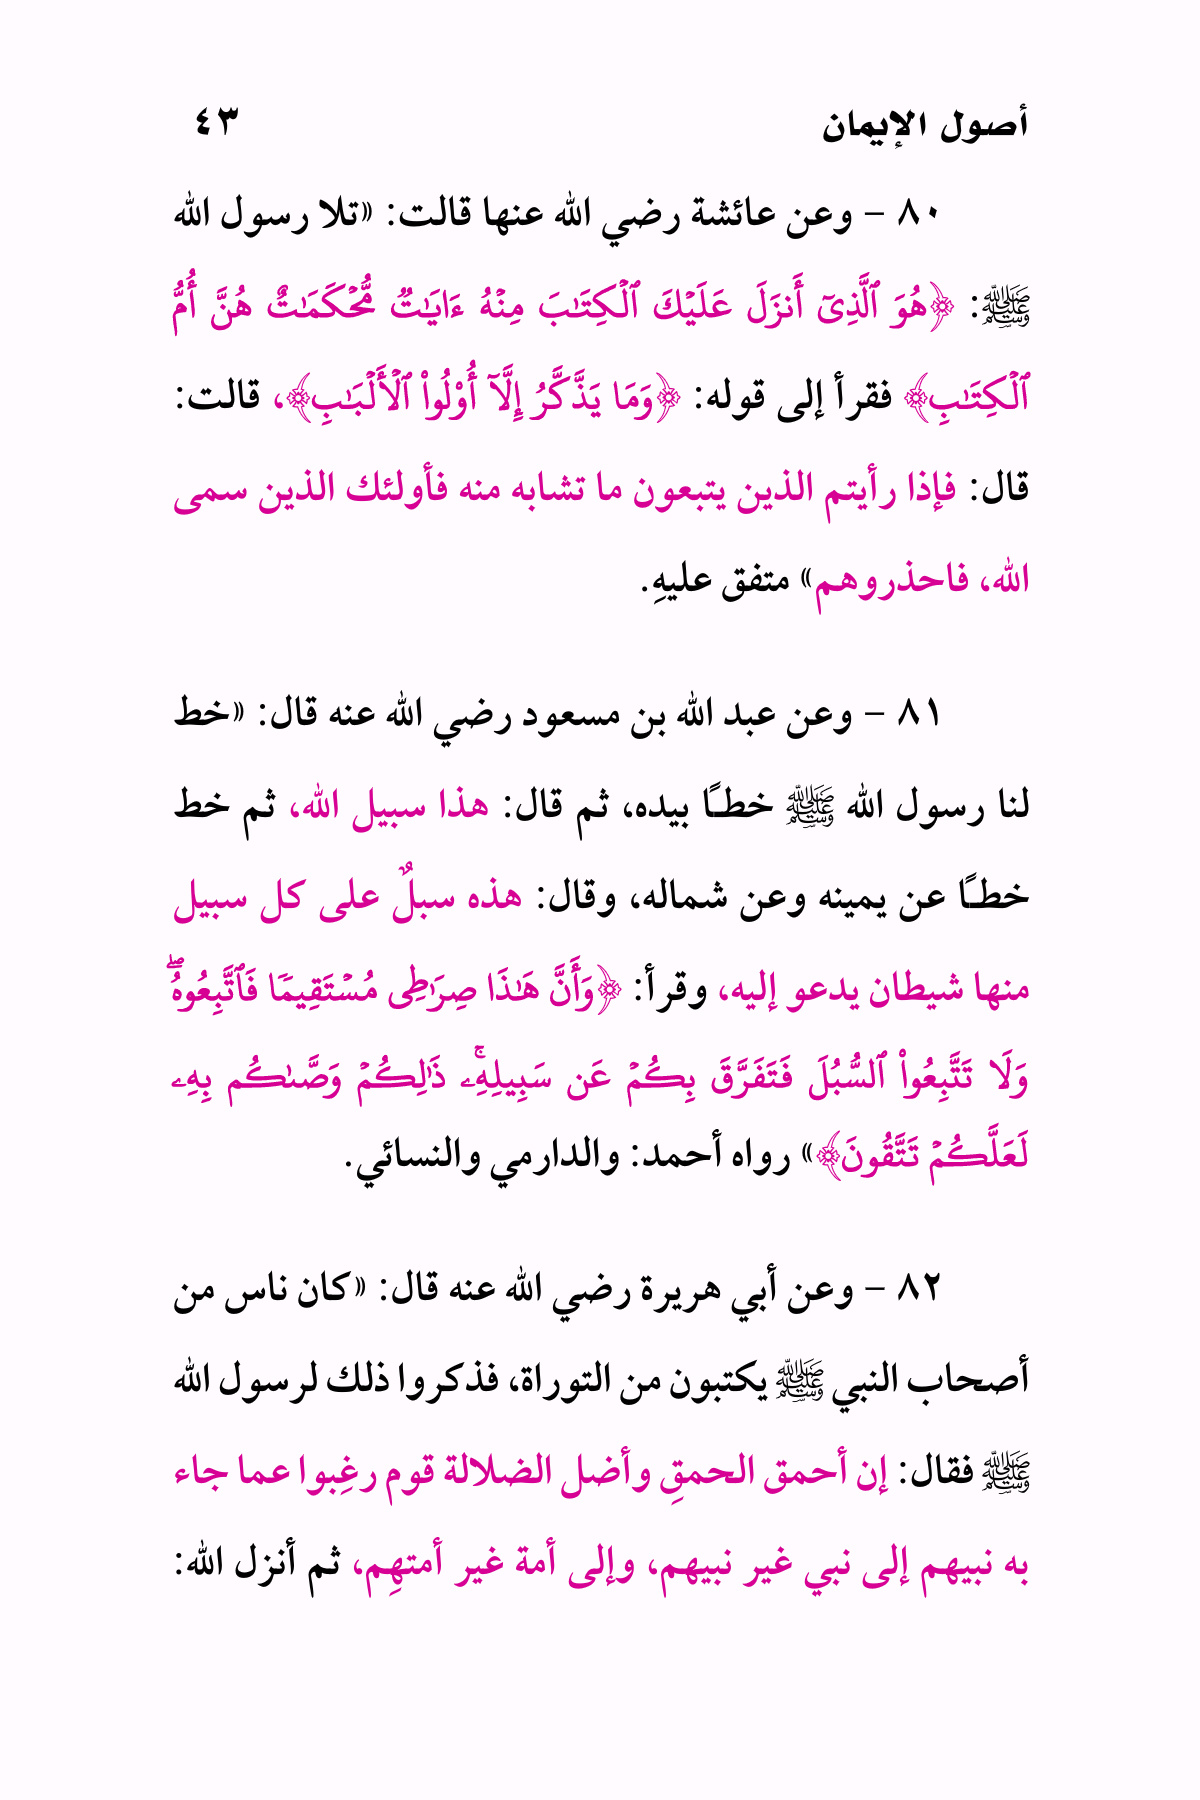 أصول الإيمان ٤٣
٨٠ – وعن عائشة رضي الله عنها قالت: «تلا رسول الله
ﷺ: ﴿هُوَ ٱلَّذِىٓ أَنزَلَ عَلَيۡكَ ٱلۡكِتَـٰبَ مِنۡهُ ءَايَـٰتٌ مُّحۡكَمَـٰتٌ هُنَّ أُمُّ
ٱلۡكِتَـٰبِ﴾ فقرأ إلى قوله: ﴿وَمَا يَذَّكَّرُ إِلَّآ أُوْلُواْ ٱلۡأَلۡبَـٰبِ﴾، قالت:
قال: فإذا رأيتم الذين يتبعون ما تشابه منه فأولئك الذين سمى
الله، فاحذروهم» متفق عليهِ.
٨١ – وعن عبد الله بن مسعود رضي الله عنه قال: «خط
لنا رسول الله ﷺ خطـًا بيده، ثم قال: هذا سبيل الله، ثم خط
خطـًا عن يمينه وعن شماله، وقال: هذه سبلٌ على كل سبيل
منها شيطان يدعو إليه، وقرأ: ﴿وَأَنَّ هَـٰذَا صِرَٰطِى مُسۡتَقِيمًا فَٱتَّبِعُوهُۖ
وَلَا تَتَّبِعُواْ ٱلسُّبُلَ فَتَفَرَّقَ بِكُمۡ عَن سَبِيلِهِۦۚ ذَٰلِكُمۡ وَصَّىٰكُم بِهِۦ
لَعَلَّكُمۡ تَتَّقُونَ﴾» رواه أحمد: والدارمي والنسائي.
٨٢ – وعن أبي هريرة رضي الله عنه قال: «كان ناس من
أصحاب النبي ﷺ يكتبون من التوراة، فذكروا ذلك لرسول الله
ﷺ فقال: إن أحمق الحمقِ وأضل الضلالة قوم رغِبوا عما جاء
به نبيهم إلى نبي غير نبيهم، وإلى أمة غير أمتهِم، ثم أنزل الله: